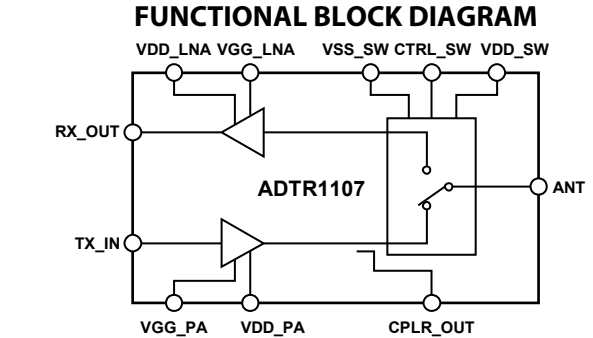 FUNCTIONAL BLOCK DIAGRAM
VDD_LNA VGG_LNA VSS_SW CTRL_SW VDD_SW
RX_OUT
ADTR1107
ANT
TX_IN
VGG_PA VDD_PA CPLR_OUT